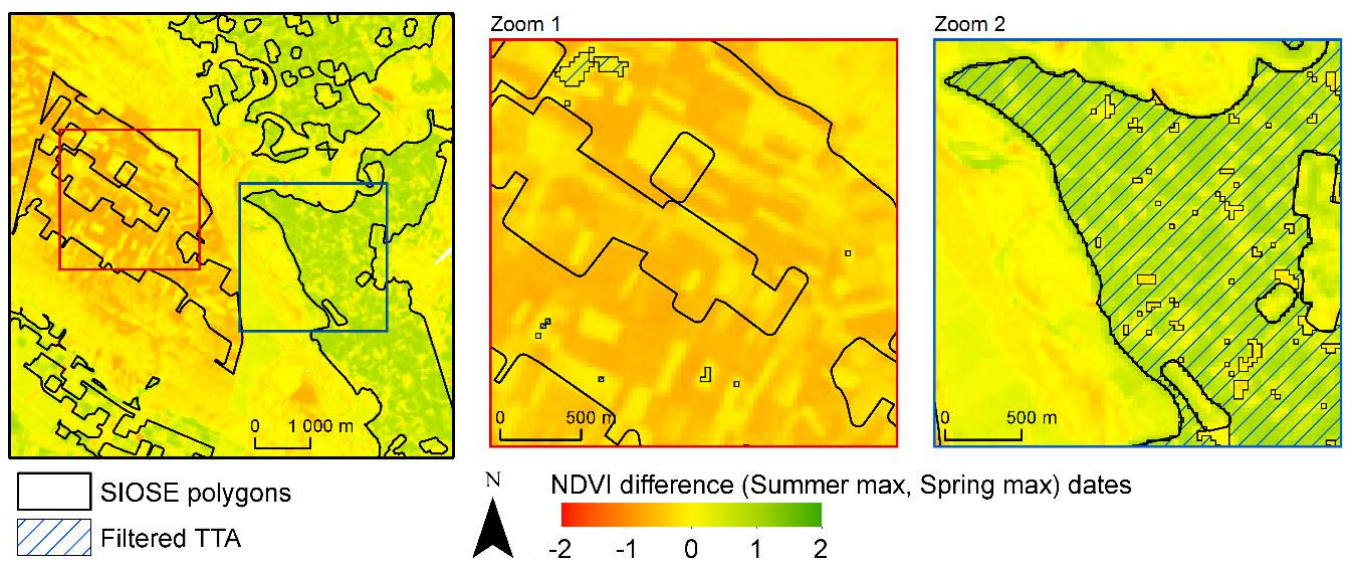 Zoom 1
Zoom 2
0 1 000 m
0 500 m
0 500 m
SIOSE polygons
Filtered TTA
N
NDVI difference (Summer max, Spring max) dates
-2 -1 0 1 2